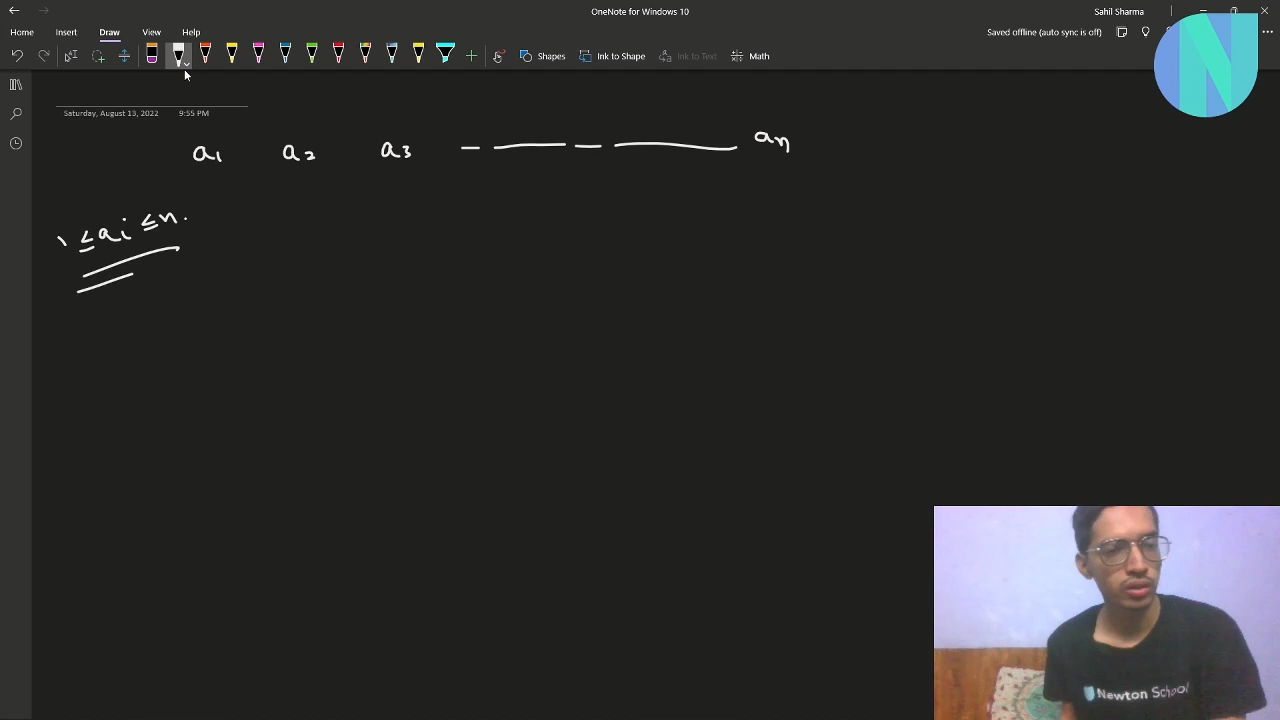 OneNote for Windows 10
Sahil Sharma
Home Insert Draw View Help
Saved offline (auto sync is off)
Shapes Ink to Shape Ink to Text Math
Saturday, August 13, 2022 9:55 PM
a₁ a₂ a₃ — — — — aₙ
1 ≤ aᵢ ≤ n.
Newton School